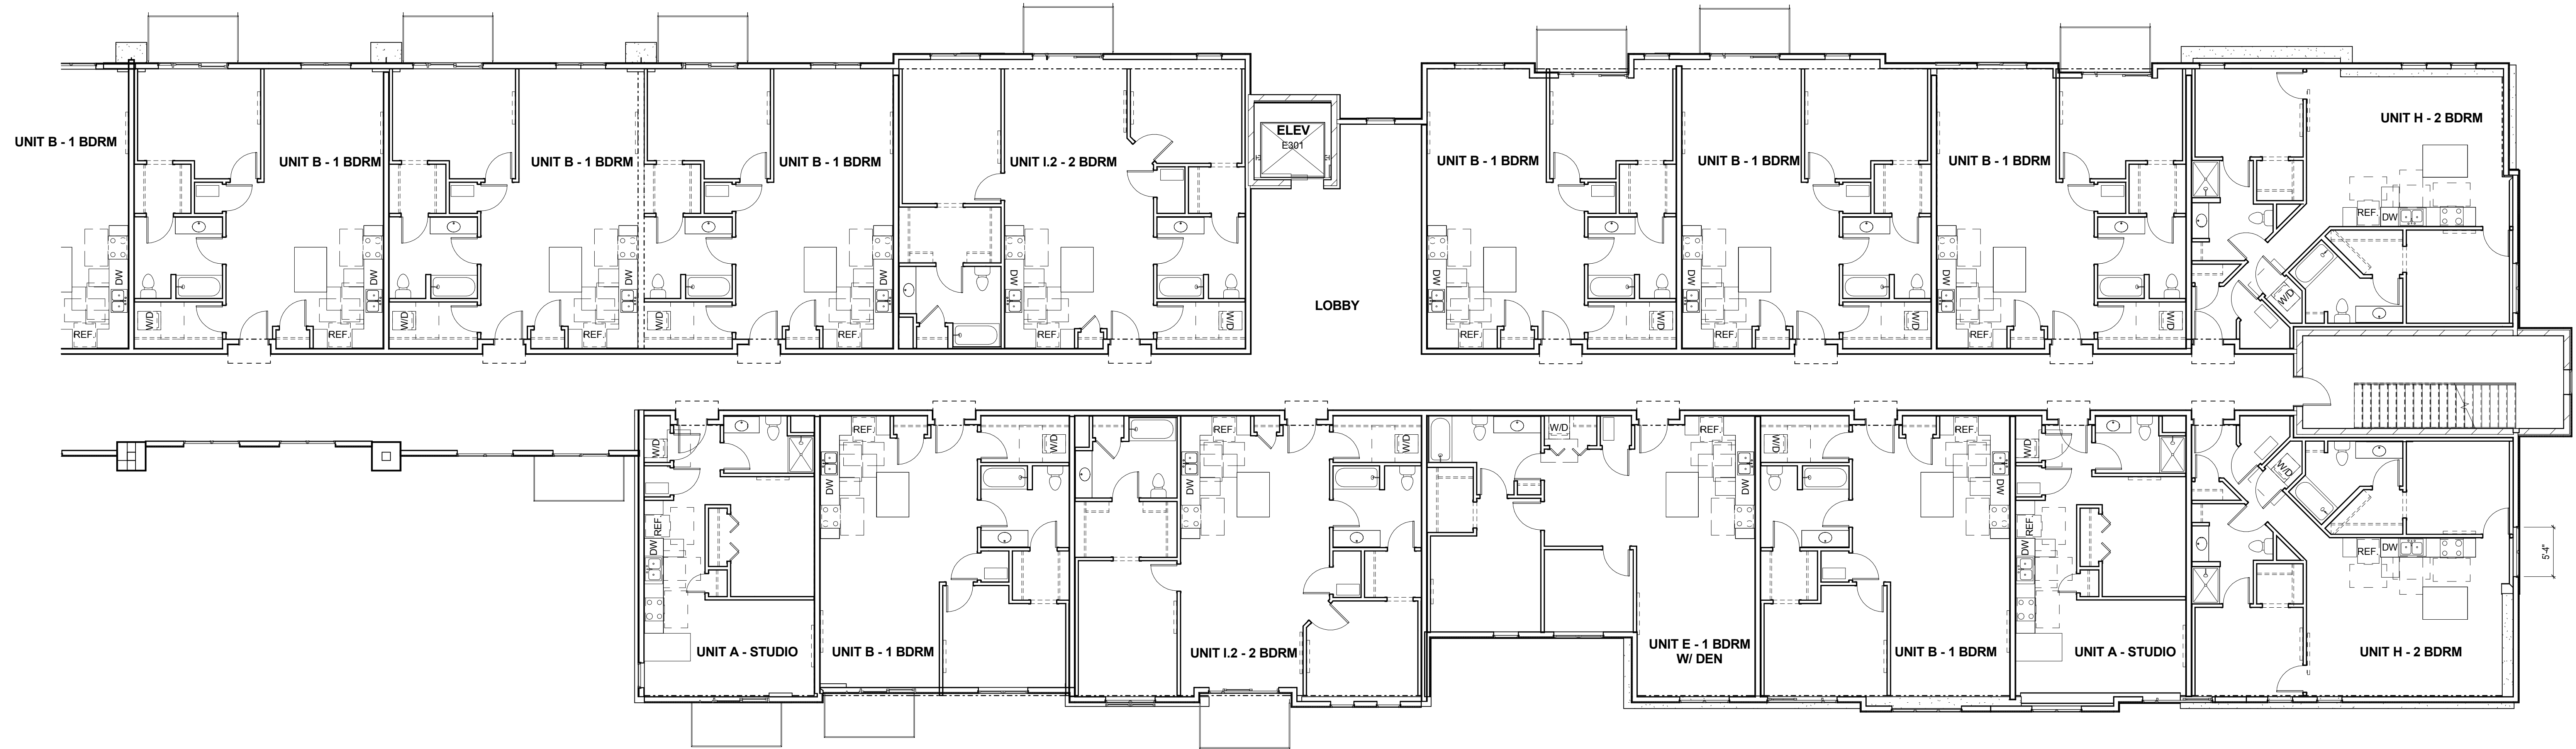 UNIT B - 1 BDRM
UNIT B - 1 BDRM
UNIT B - 1 BDRM
UNIT B - 1 BDRM
UNIT I.2 - 2 BDRM
ELEV
E301
UNIT B - 1 BDRM
UNIT B - 1 BDRM
UNIT B - 1 BDRM
UNIT H - 2 BDRM
REF.
DW
DW
DW
DW
DW
DW
DW
DW
DW
W/D
LOBBY
W/D
REF.
W/D
REF.
W/D
REF.
REF.
REF.
W/D
REF.
W/D
REF.
W/D
REF.
W/D
W/D
REF.
W/D
REF.
W/D
W/D
REF.
W/D
REF.
W/D
W/D
REF.
DW
DW
DW
DW
DW
REF.
DW
REF.
DW
REF.
DW
5'-4"
UNIT A - STUDIO
UNIT B - 1 BDRM
UNIT I.2 - 2 BDRM
UNIT E - 1 BDRM
W/ DEN
UNIT B - 1 BDRM
UNIT A - STUDIO
UNIT H - 2 BDRM